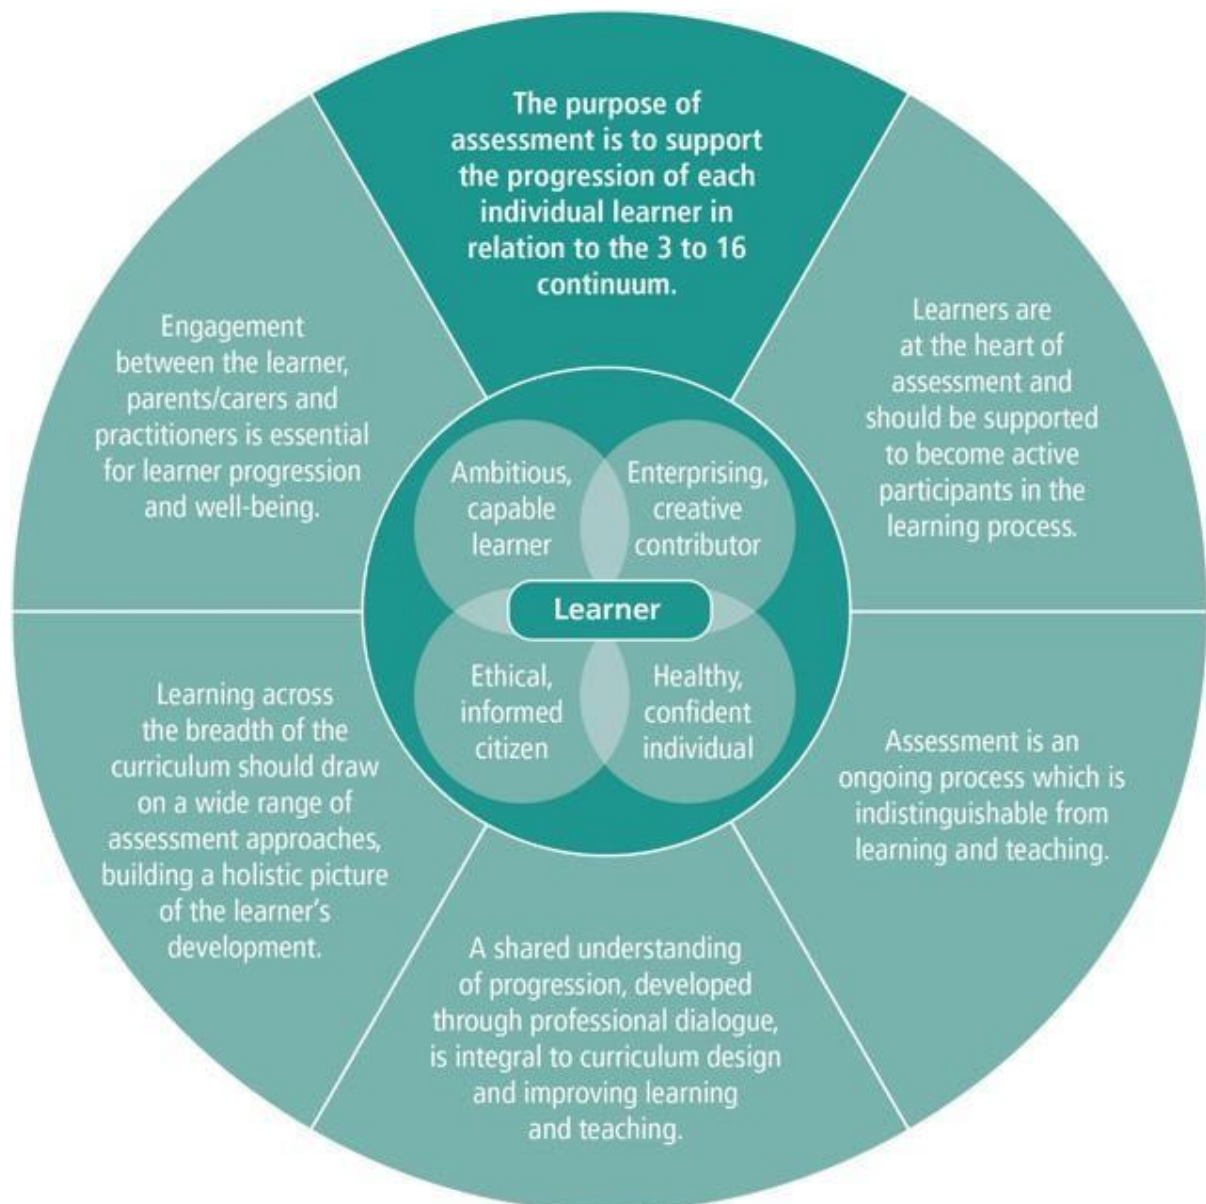 The purpose of
assessment is to support
the progression of each
individual learner in
relation to the 3 to 16
continuum.
Learners are
at the heart of
assessment and
should be supported
to become active
participants in the
learning process.
Assessment is an
ongoing process which is
indistinguishable from
learning and teaching.
A shared understanding
of progression, developed
through professional dialogue,
is integral to curriculum design
and improving learning
and teaching.
Learning across
the breadth of the
curriculum should draw
on a wide range of
assessment approaches,
building a holistic picture
of the learner’s
development.
Engagement
between the learner,
parents/carers and
practitioners is essential
for learner progression
and well-being.
Ambitious,
capable
learner
Enterprising,
creative
contributor
Learner
Ethical,
informed
citizen
Healthy,
confident
individual